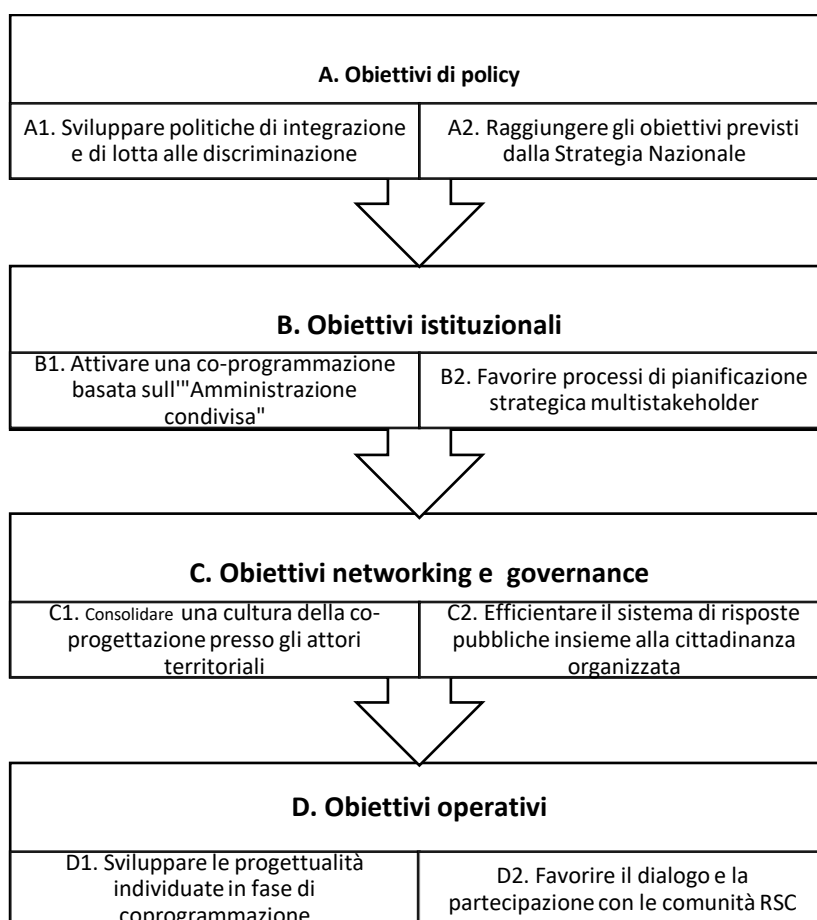 A. Obiettivi di policy
A1. Sviluppare politiche di integrazione
e di lotta alle discriminazione
A2. Raggiungere gli obiettivi previsti
dalla Strategia Nazionale
B. Obiettivi istituzionali
B1. Attivare una co-programmazione
basata sull'"Amministrazione
condivisa"
B2. Favorire processi di pianificazione
strategica multistakeholder
C. Obiettivi networking e governance
C1. Consolidare una cultura della co-
progettazione presso gli attori
territoriali
C2. Efficientare il sistema di risposte
pubbliche insieme alla cittadinanza
organizzata
D. Obiettivi operativi
D1. Sviluppare le progettualità
individuate in fase di
coprogrammazione
D2. Favorire il dialogo e la
partecipazione con le comunità RSC